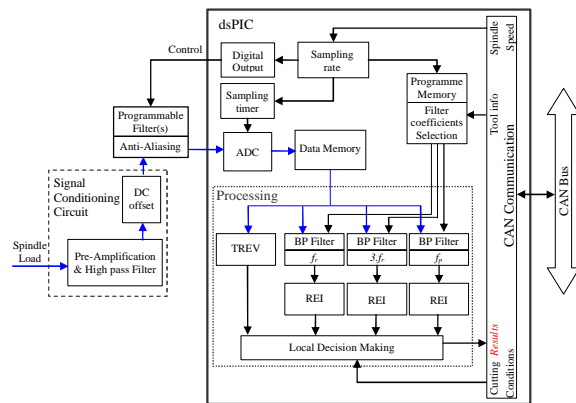 dsPIC
Control
Digital
Output
Sampling
rate
Spindle
Speed
Sampling
timer
Programme
Memory
Filter
coefficients
Selection
Tool info
Programmable
Filter(s)
Anti-Aliasing
ADC
Data Memory
CAN Communication
CAN Bus
Signal
Conditioning
Circuit
DC
offset
Processing
Spindle
Load
Pre-Amplification
& High pass Filter
TREV
BP Filter
fr
BP Filter
3fr
BP Filter
fp
REI
REI
REI
Local Decision Making
Results
Cutting
Conditions